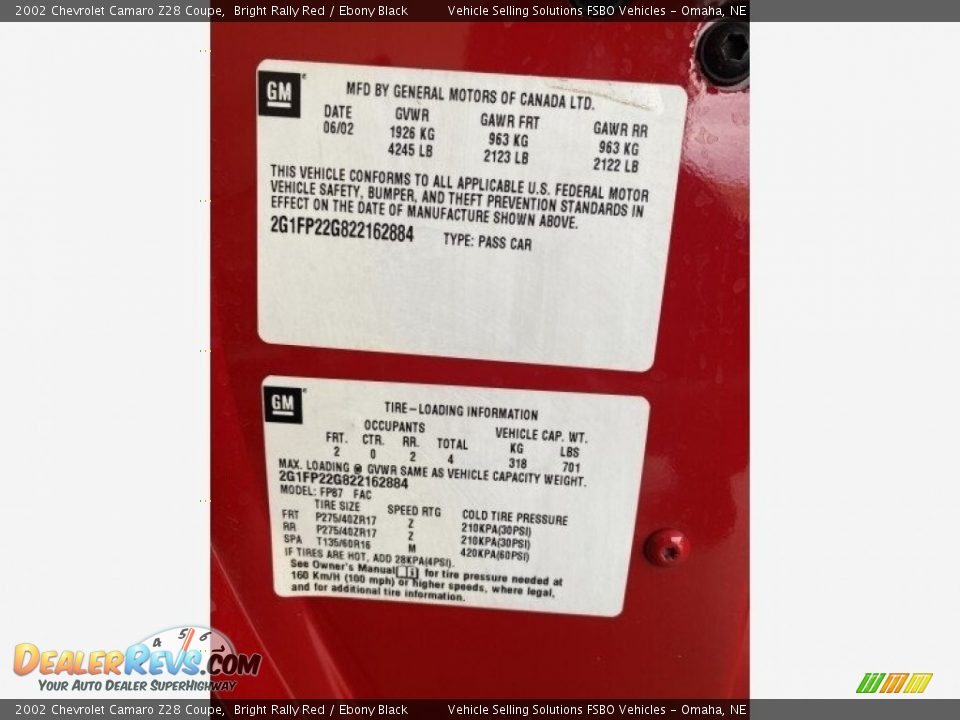 2002 Chevrolet Camaro Z28 Coupe, Bright Rally Red / Ebony Black Vehicle Selling Solutions FSBO Vehicles - Omaha, NE
GM
MFD BY GENERAL MOTORS OF CANADA LTD.
DATE GVWR GAWR FRT GAWR RR
06/02 1926 KG 963 KG 963 KG
4245 LB 2123 LB 2122 LB
THIS VEHICLE CONFORMS TO ALL APPLICABLE U.S. FEDERAL MOTOR
VEHICLE SAFETY, BUMPER, AND THEFT PREVENTION STANDARDS IN
EFFECT ON THE DATE OF MANUFACTURE SHOWN ABOVE.
2G1FP22G822162884 TYPE: PASS CAR
GM
TIRE-LOADING INFORMATION
OCCUPANTS VEHICLE CAP. WT.
FRT. CTR. RR. TOTAL KG LBS
2 0 2 4 318 701
MAX. LOADING @ GVWR SAME AS VEHICLE CAPACITY WEIGHT.
2G1FP22G822162884
MODEL: FP87 FAC
TIRE SIZE SPEED RTG COLD TIRE PRESSURE
FRT P275/40ZR17 Z 210KPA(30PSI)
RR P275/40ZR17 Z 210KPA(30PSI)
SPA T135/60R16 M 420KPA(60PSI)
IF TIRES ARE HOT, ADD 28KPA(4PSI).
See Owner's Manual for tire pressure needed at
160 Km/H (100 mph) or higher speeds, where legal,
and for additional tire information.
4 5 6
DealerRevs.com
Your Auto Dealer SuperHighway
2002 Chevrolet Camaro Z28 Coupe, Bright Rally Red / Ebony Black Vehicle Selling Solutions FSBO Vehicles - Omaha, NE